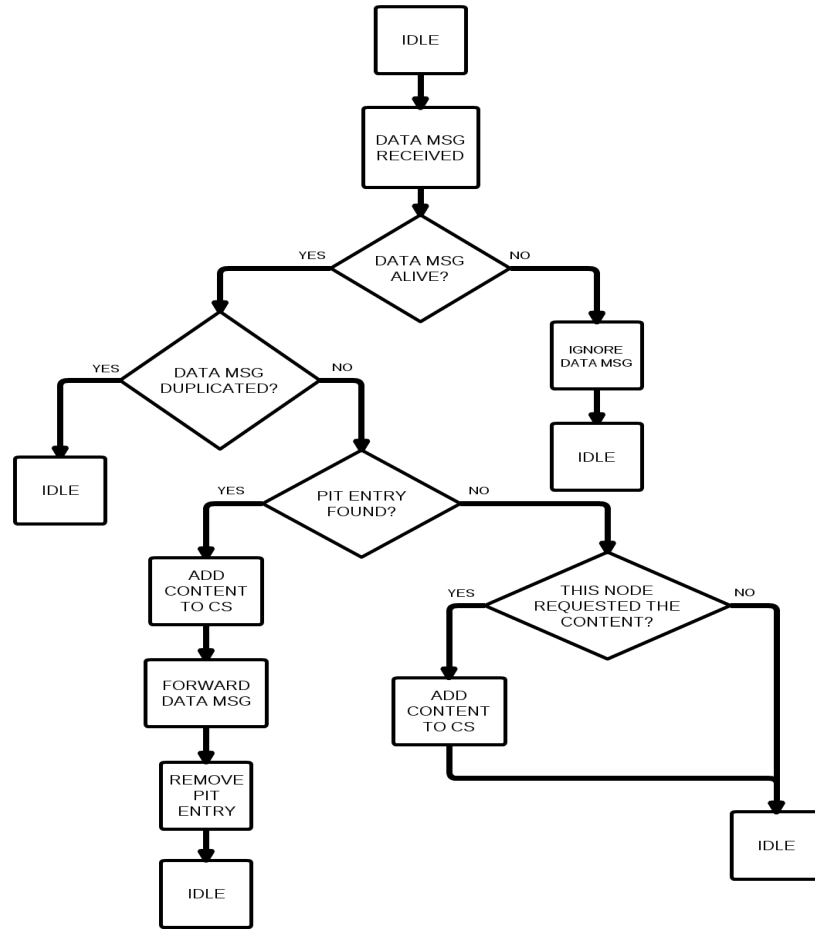 IDLE
DATA MSG
RECEIVED
DATA MSG
ALIVE?
YES
NO
IGNORE
DATA MSG
IDLE
DATA MSG
DUPLICATED?
YES
NO
IDLE
PIT ENTRY
FOUND?
YES
NO
ADD
CONTENT
TO CS
FORWARD
DATA MSG
REMOVE
PIT
ENTRY
IDLE
THIS NODE
REQUESTED THE
CONTENT?
YES
NO
ADD
CONTENT
TO CS
IDLE